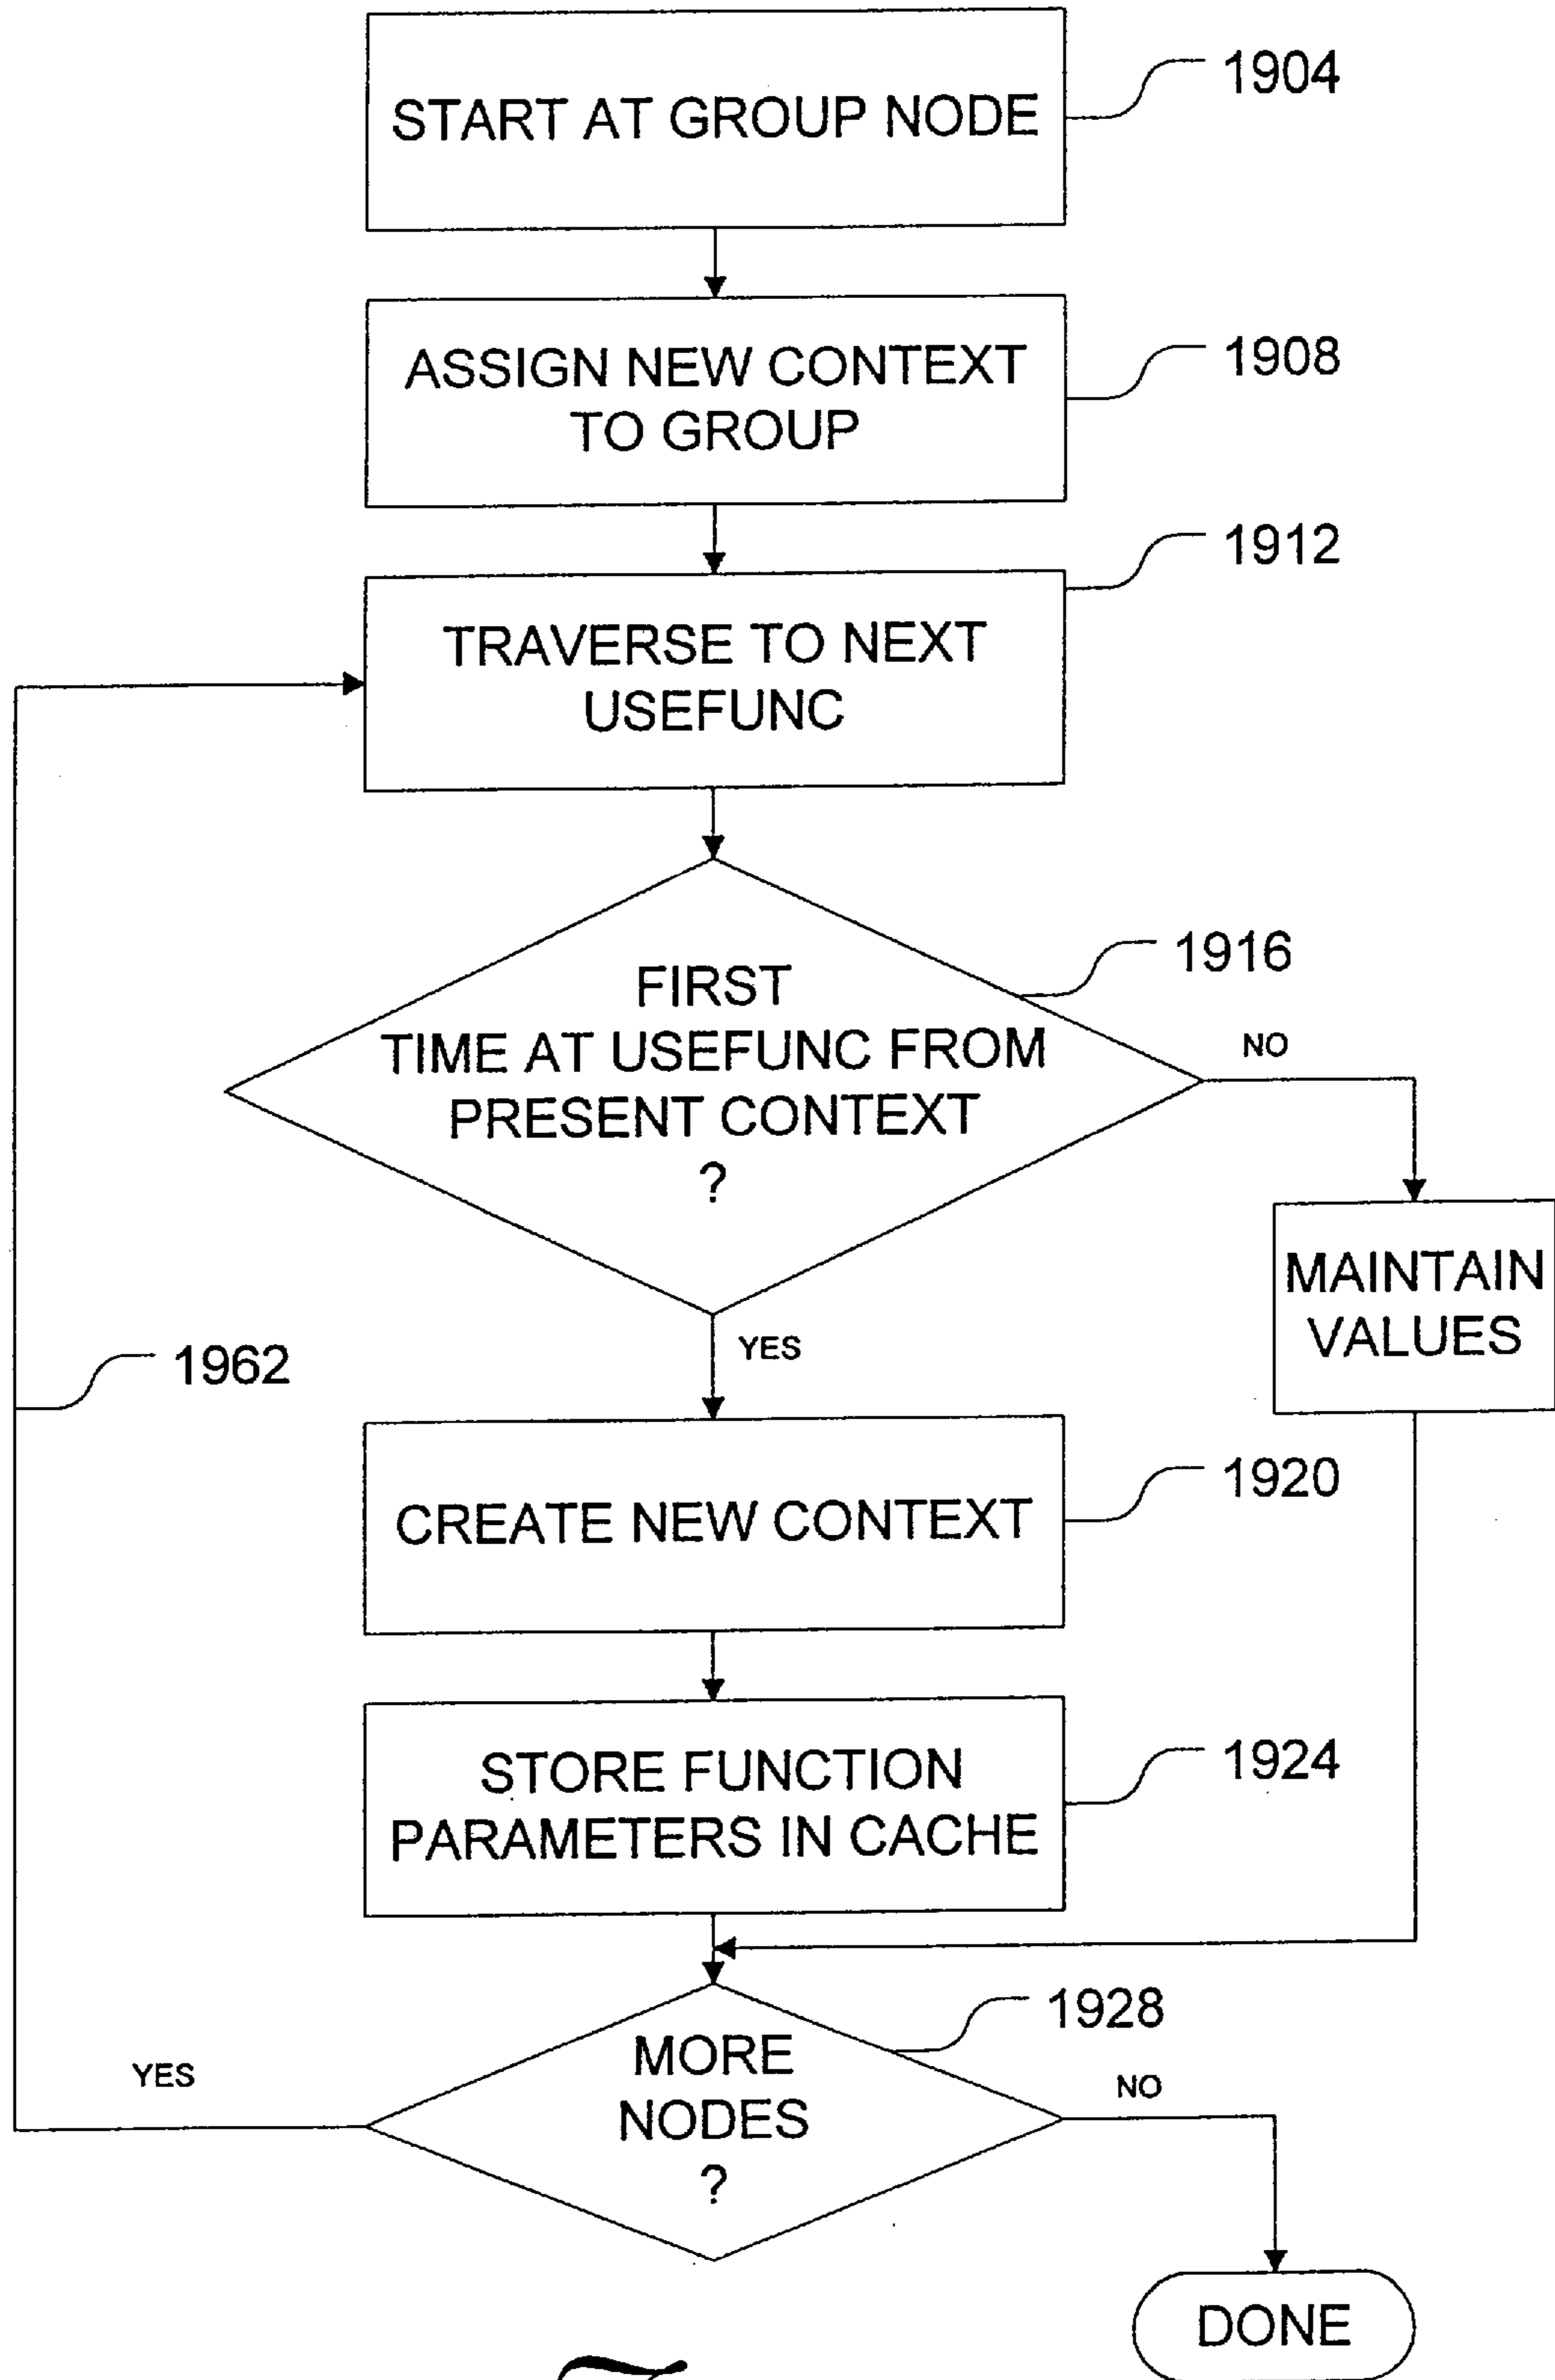 START AT GROUP NODE
1904
ASSIGN NEW CONTEXT
TO GROUP
1908
1912
TRAVERSE TO NEXT
USEFUNC
1916
FIRST
TIME AT USEFUNC FROM
PRESENT CONTEXT
?
NO
MAINTAIN
VALUES
YES
1962
CREATE NEW CONTEXT
1920
STORE FUNCTION
PARAMETERS IN CACHE
1924
1928
MORE
NODES
?
YES
NO
DONE